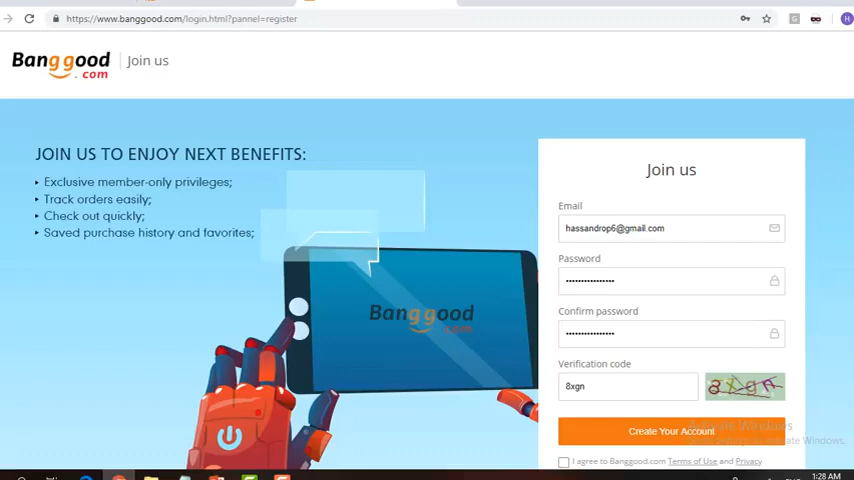 https://www.banggood.com/login.html?pannel=register
H
Banggood
.com
Join us
JOIN US TO ENJOY NEXT BENEFITS:
Exclusive member-only privileges;
Track orders easily;
Check out quickly;
Saved purchase history and favorites;
Banggood
.com
Join us
Email
hassandrop6@gmail.com
Password
••••••••••••••••
Confirm password
••••••••••••••••
Verification code
8xgn
8xgn
Create Your Account
Activate Windows
I agree to Banggood.com Terms of Use and Privacy
1:28 AM